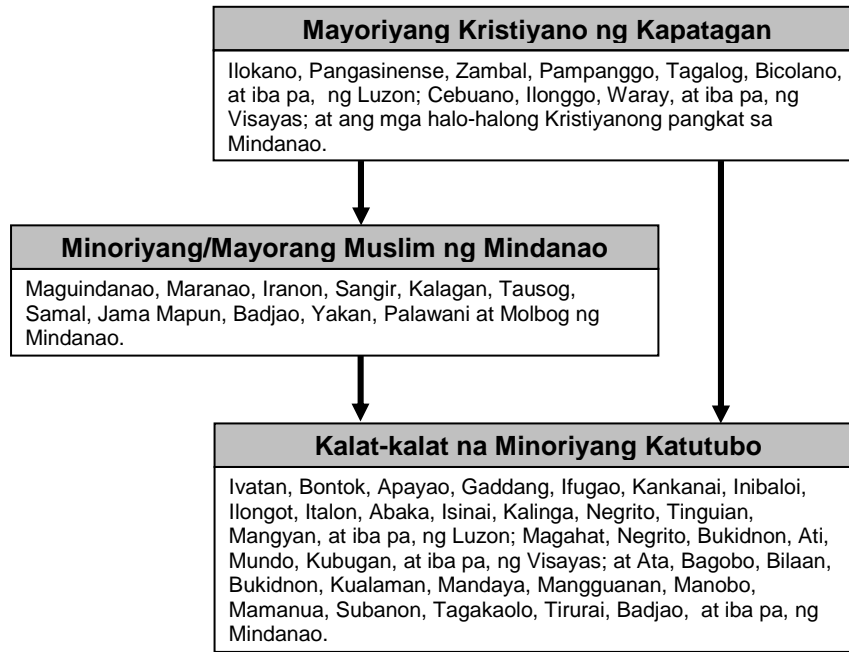 Mayoriyang Kristiyano ng Kapatagan
Ilokano, Pangasinense, Zambal, Pampanggo, Tagalog, Bicolano,
at iba pa, ng Luzon; Cebuano, Ilonggo, Waray, at iba pa, ng
Visayas; at ang mga halo-halong Kristiyanong pangkat sa
Mindanao.
Minoriyang/Mayorang Muslim ng Mindanao
Maguindanao, Maranao, Iranon, Sangir, Kalagan, Tausog,
Samal, Jama Mapun, Badjao, Yakan, Palawani at Molbog ng
Mindanao.
Kalat-kalat na Minoriyang Katutubo
Ivatan, Bontok, Apayao, Gaddang, Ifugao, Kankanai, Inibaloi,
Ilongot, Italon, Abaka, Isinai, Kalinga, Negrito, Tinguian,
Mangyan, at iba pa, ng Luzon; Magahat, Negrito, Bukidnon, Ati,
Mundo, Kubugan, at iba pa, ng Visayas; at Ata, Bagobo, Bilaan,
Bukidnon, Kualaman, Mandaya, Mangguanan, Manobo,
Mamanua, Subanon, Tagakaolo, Tirurai, Badjao, at iba pa, ng
Mindanao.